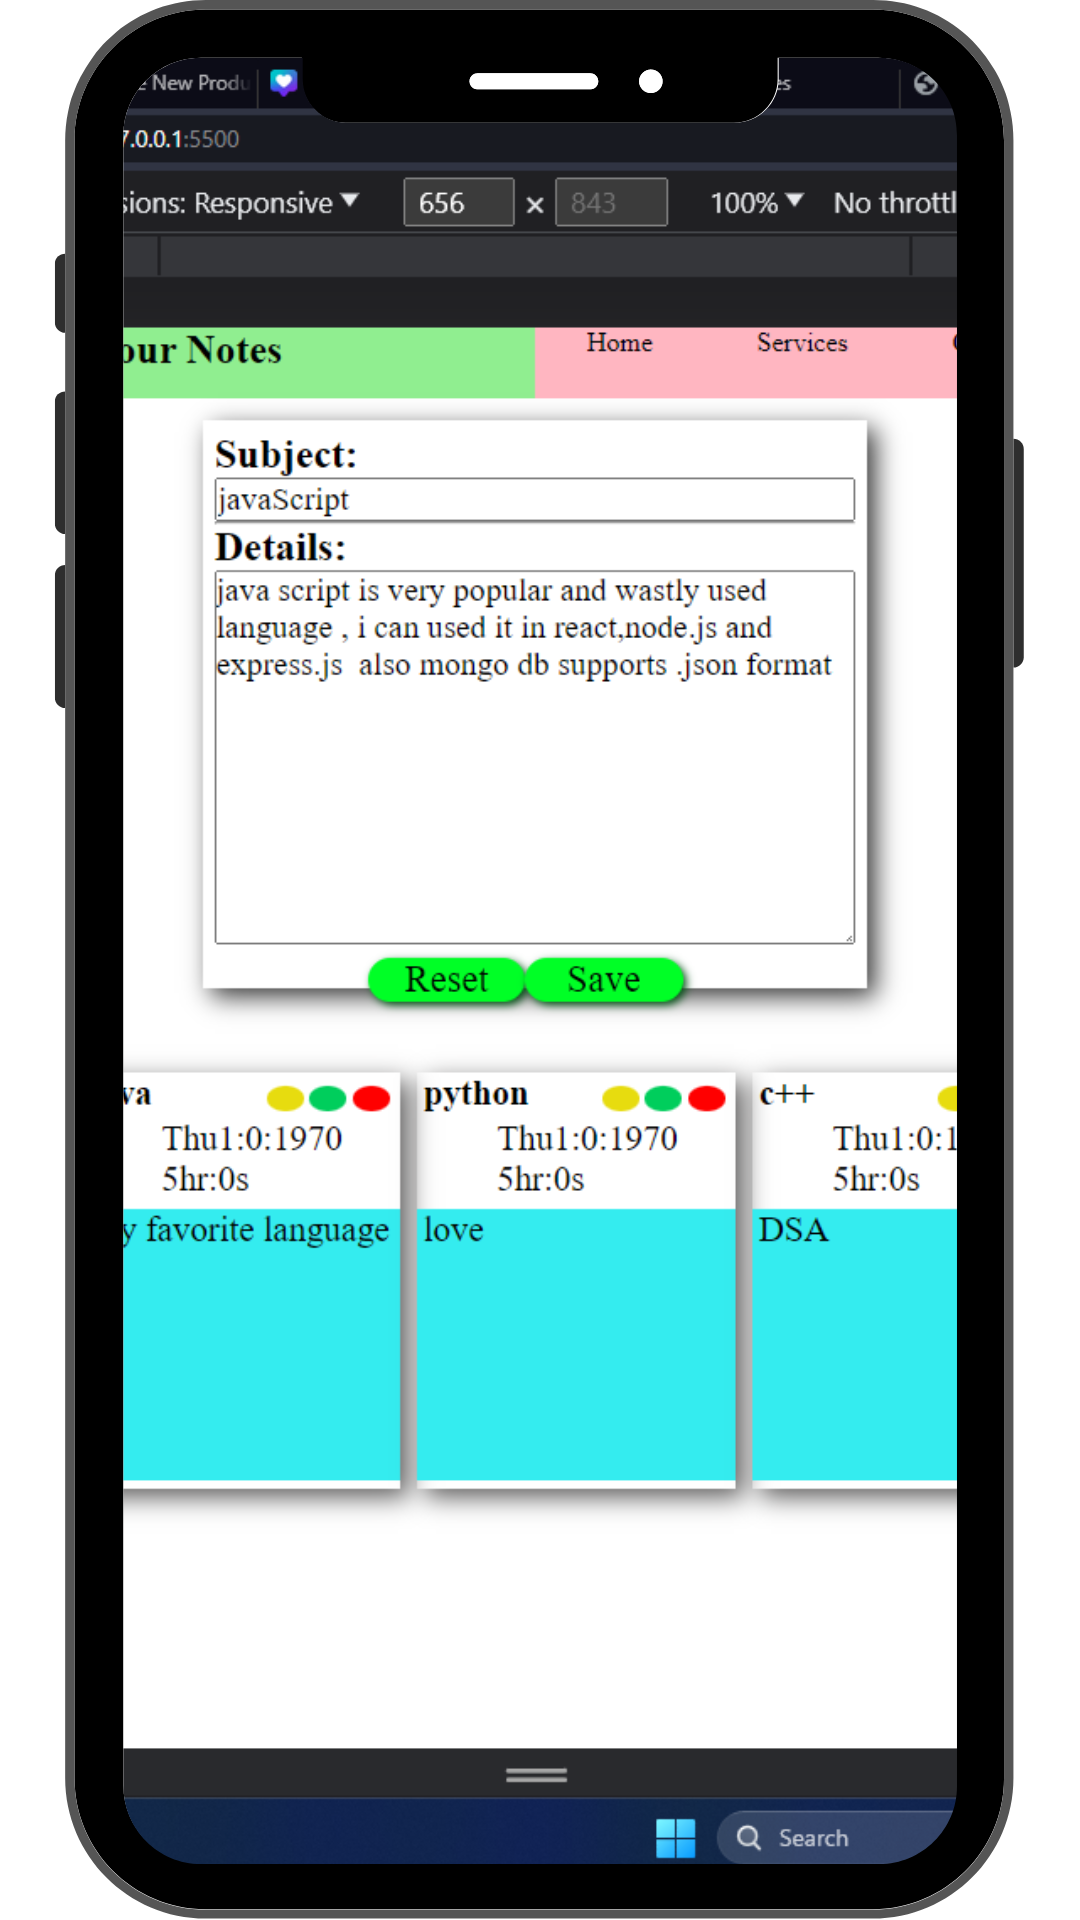 New Produ
7.0.0.1:5500
sions: Responsive 656 × 843 100% No throttl
our Notes Home Services
Subject:
javaScript
Details:
java script is very popular and wastly used
language , i can used it in react,node.js and
express.js also mongo db supports .json format
Reset Save
va python c++
Thu1:0:1970 Thu1:0:1970 Thu1:0:1
5hr:0s 5hr:0s 5hr:0s
y favorite language love DSA
Search